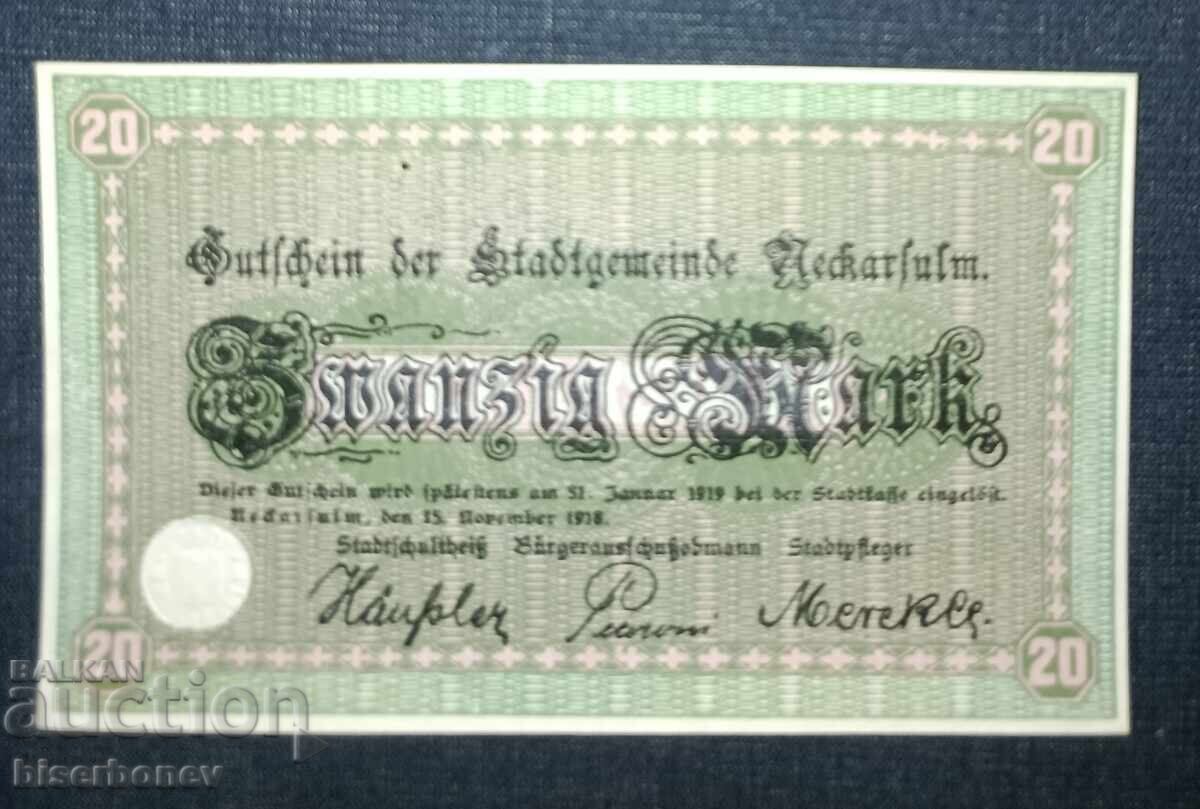 20 20
Gutschein der Stadtgemeinde Neckarsulm.
Zwanzig Mark
Dieser Gutschein wird spätestens am 31. Januar 1919 bei der Stadtkasse eingelöst.
Neckarsulm, den 15. November 1918.
Stadtschultheiß Bürgerausschußobmann Stadtpfleger
Häußler Merckle.
20 20
BALKAN
auction
biserbonev